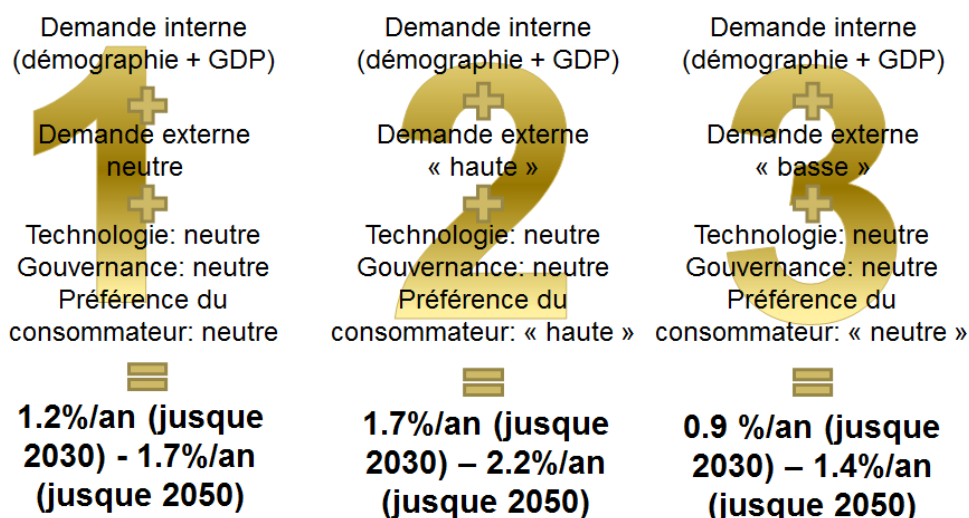 Demande interne
(démographie + GDP)
Demande externe
neutre
Technologie: neutre
Gouvernance: neutre
Préférence du
consommateur: neutre
1.2%/an (jusque
2030) - 1.7%/an
(jusque 2050)
1
Demande interne
(démographie + GDP)
Demande externe
« haute »
Technologie: neutre
Gouvernance: neutre
Préférence du
consommateur: « haute »
1.7%/an (jusque
2030) – 2.2%/an
(jusque 2050)
2
Demande interne
(démographie + GDP)
Demande externe
« basse »
Technologie: neutre
Gouvernance: neutre
Préférence du
consommateur: « neutre »
0.9 %/an (jusque
2030) – 1.4%/an
(jusque 2050)
3